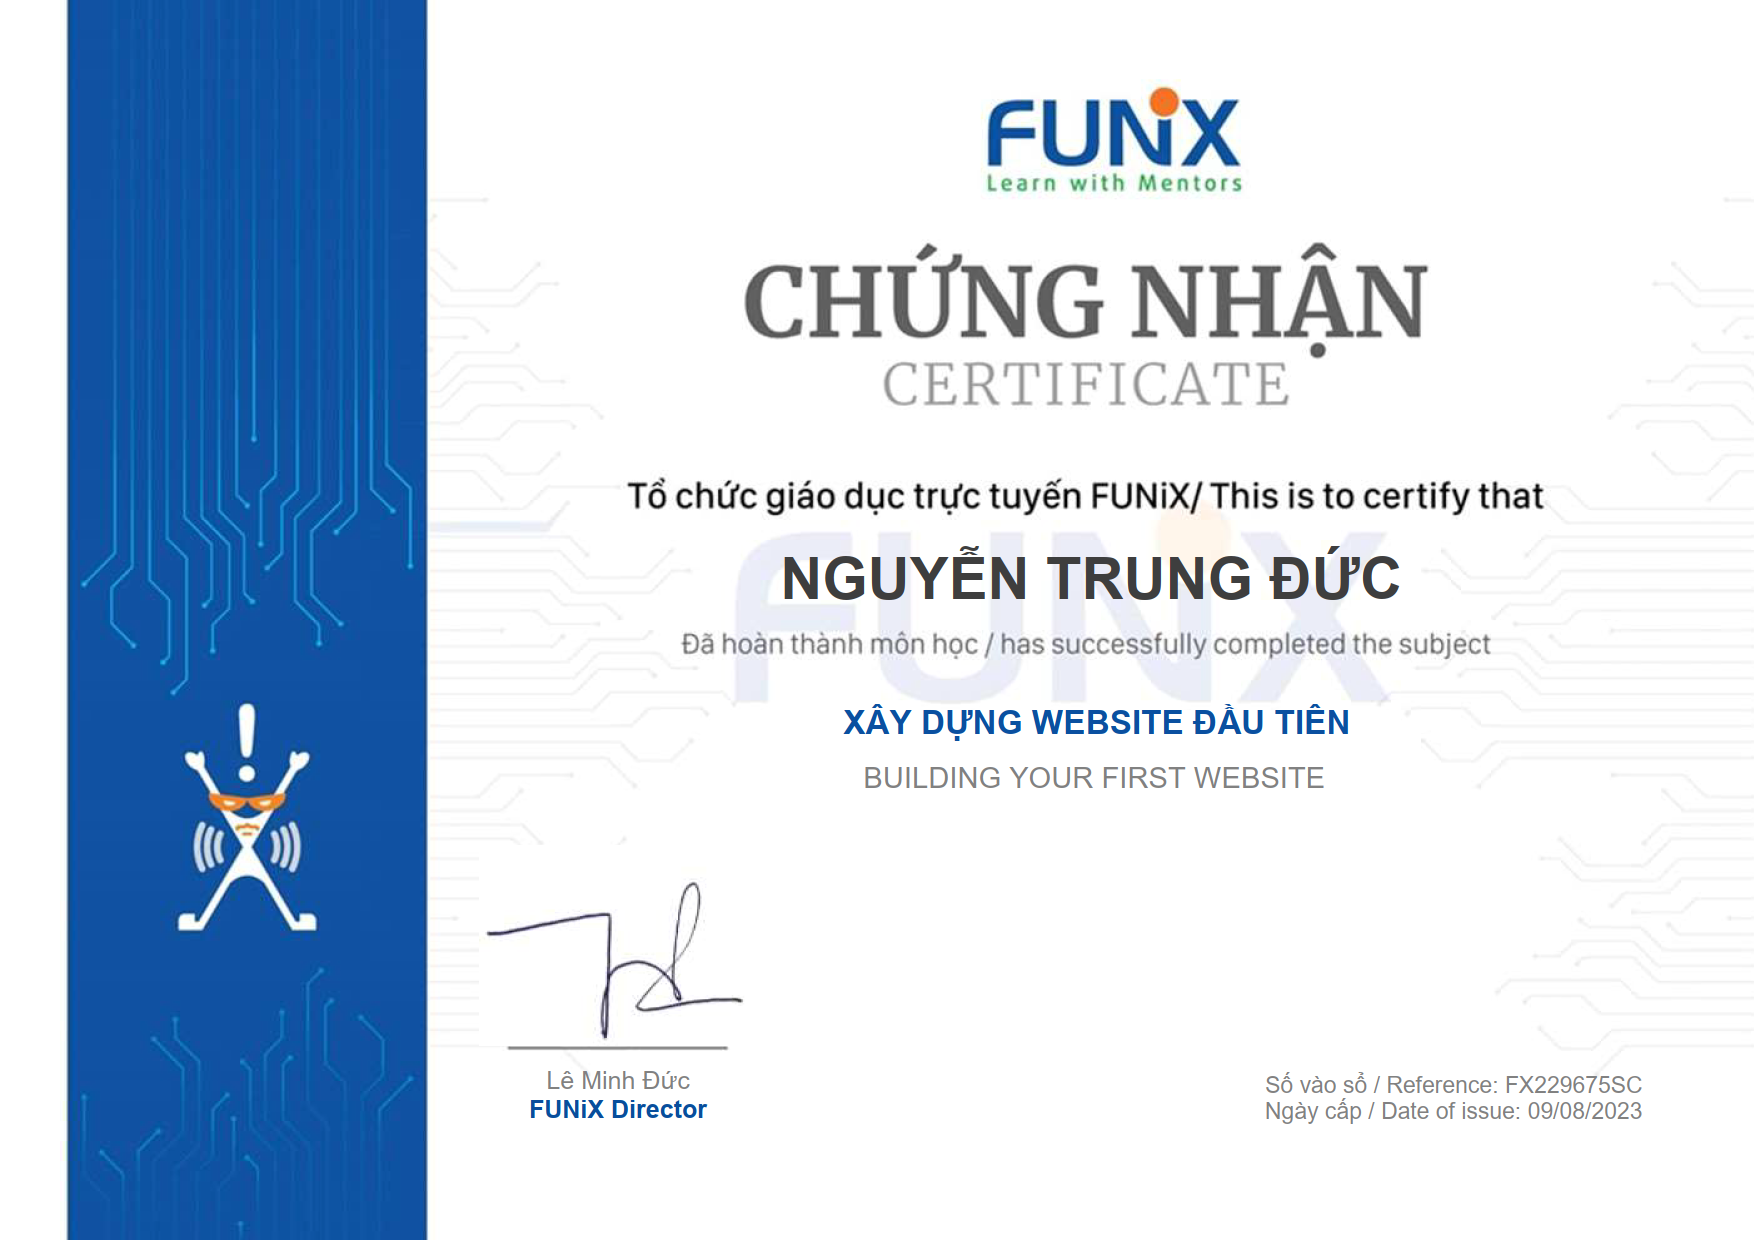 FUNiX
Learn with Mentors
CHỨNG NHẬN
CERTIFICATE
Tổ chức giáo dục trực tuyến FUNiX/ This is to certify that
NGUYỄN TRUNG ĐỨC
Đã hoàn thành môn học / has successfully completed the subject
XÂY DỰNG WEBSITE ĐẦU TIÊN
BUILDING YOUR FIRST WEBSITE
Lê Minh Đức
FUNiX Director
Số vào sổ / Reference: FX229675SC
Ngày cấp / Date of issue: 09/08/2023